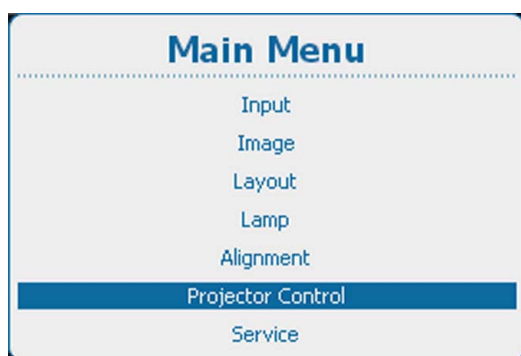 Main Menu
Input
Image
Layout
Lamp
Alignment
Projector Control
Service